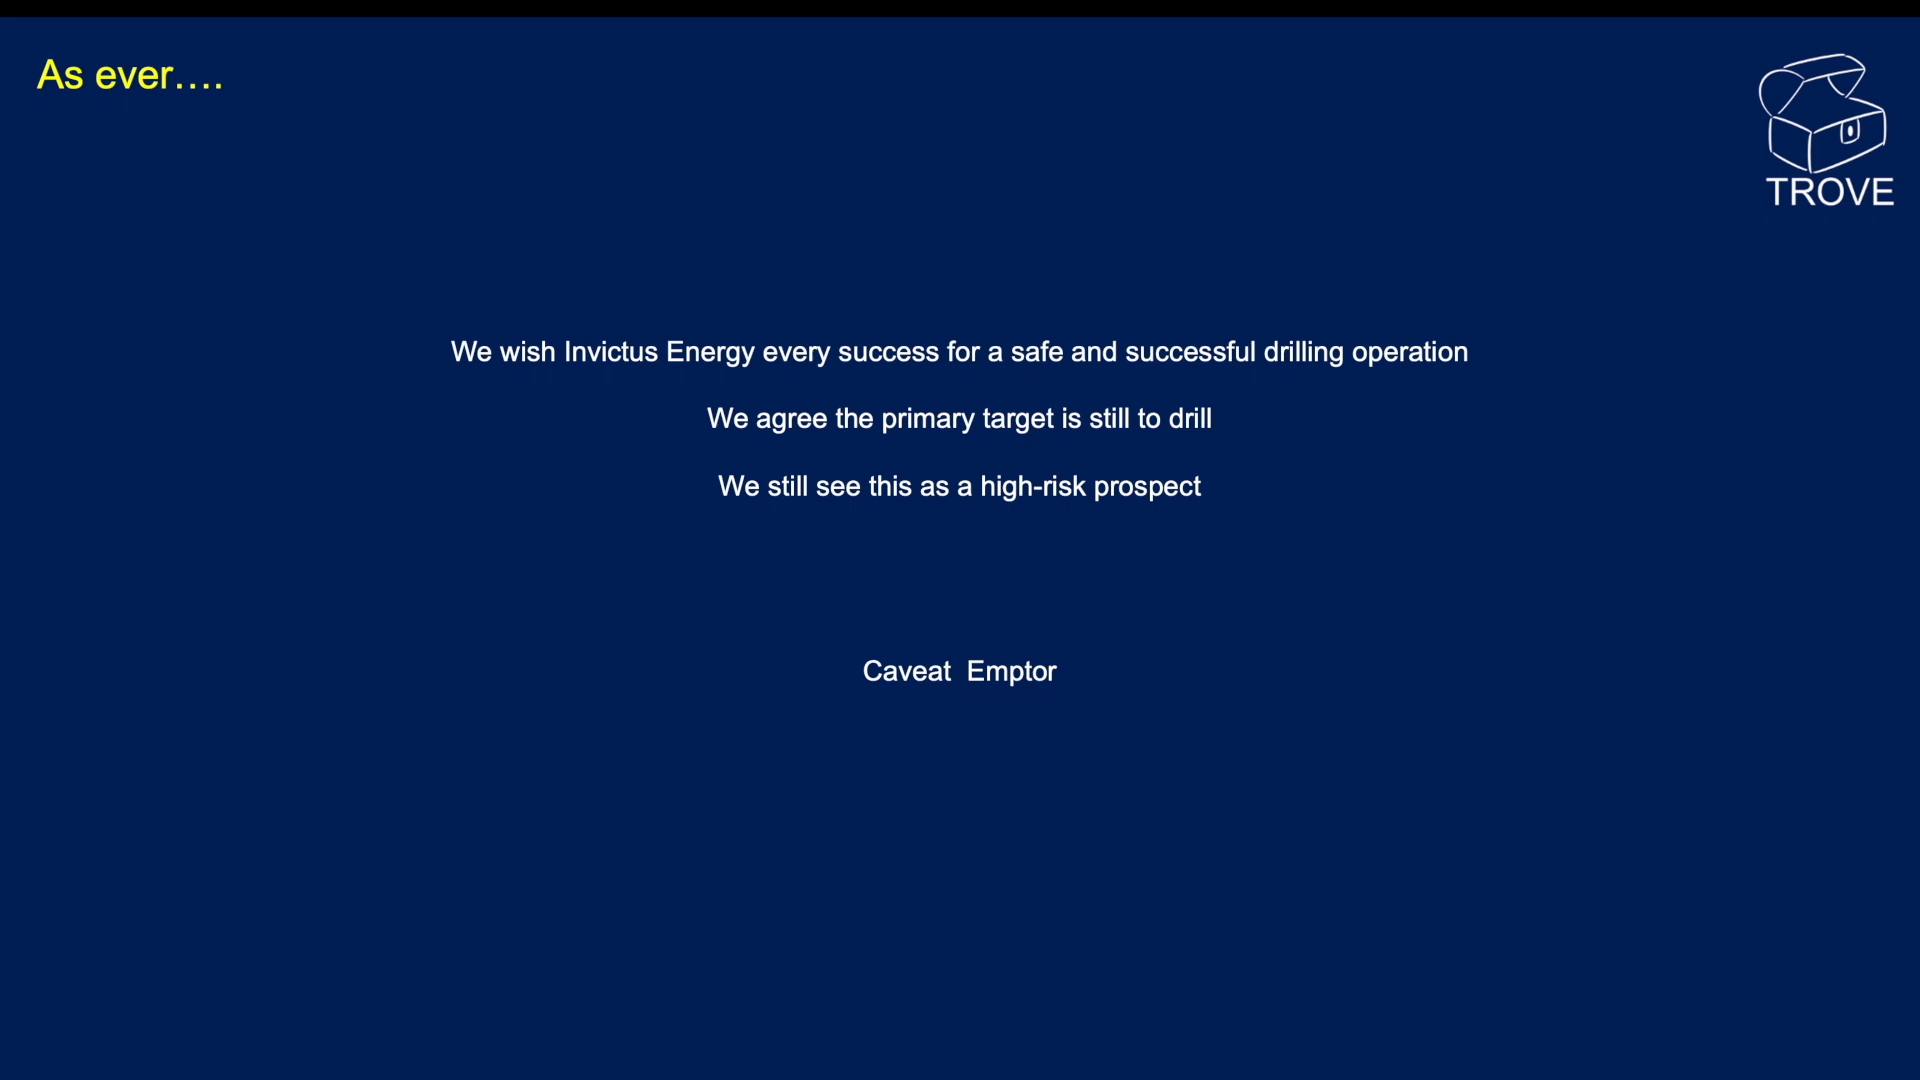 As ever....
TROVE
We wish Invictus Energy every success for a safe and successful drilling operation
We agree the primary target is still to drill
We still see this as a high-risk prospect
Caveat  Emptor